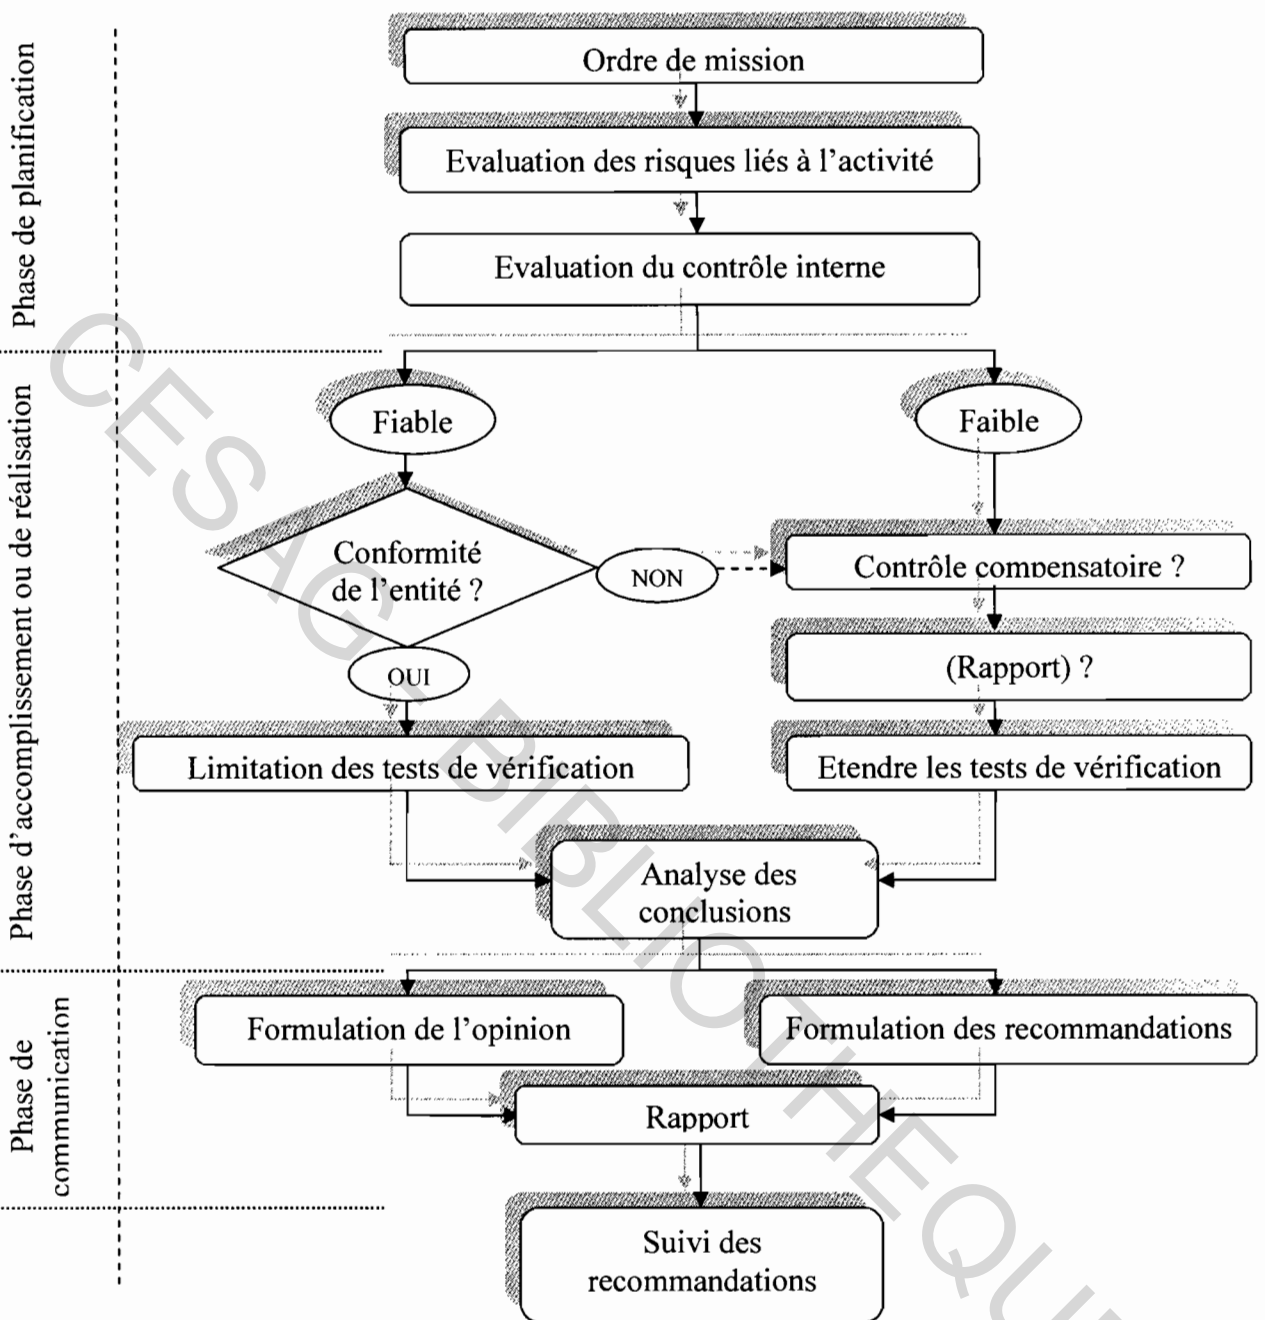 Phase de planification
Ordre de mission
Evaluation des risques liés à l'activité
Evaluation du contrôle interne
Phase d'accomplissement ou de réalisation
Fiable
Faible
Conformité
de l'entité ?
NON
Contrôle compensatoire ?
OUI
(Rapport) ?
Limitation des tests de vérification
Etendre les tests de vérification
Analyse des
conclusions
Phase de
communication
Formulation de l'opinion
Formulation des recommandations
Rapport
Suivi des
recommandations
CESAG - BIBLIOTHEQUE